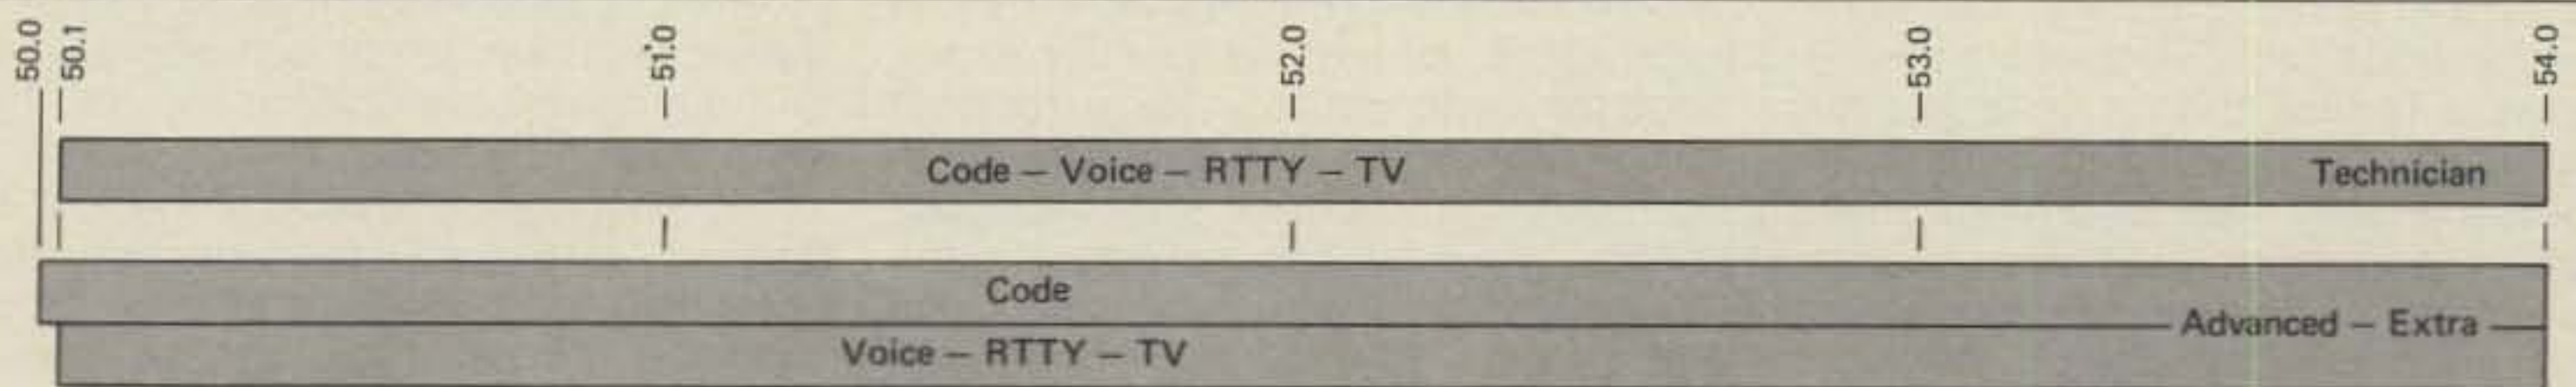 50.0
50.1
51.0
52.0
53.0
54.0
Code – Voice – RTTY – TV Technician
Code
Advanced – Extra
Voice – RTTY – TV